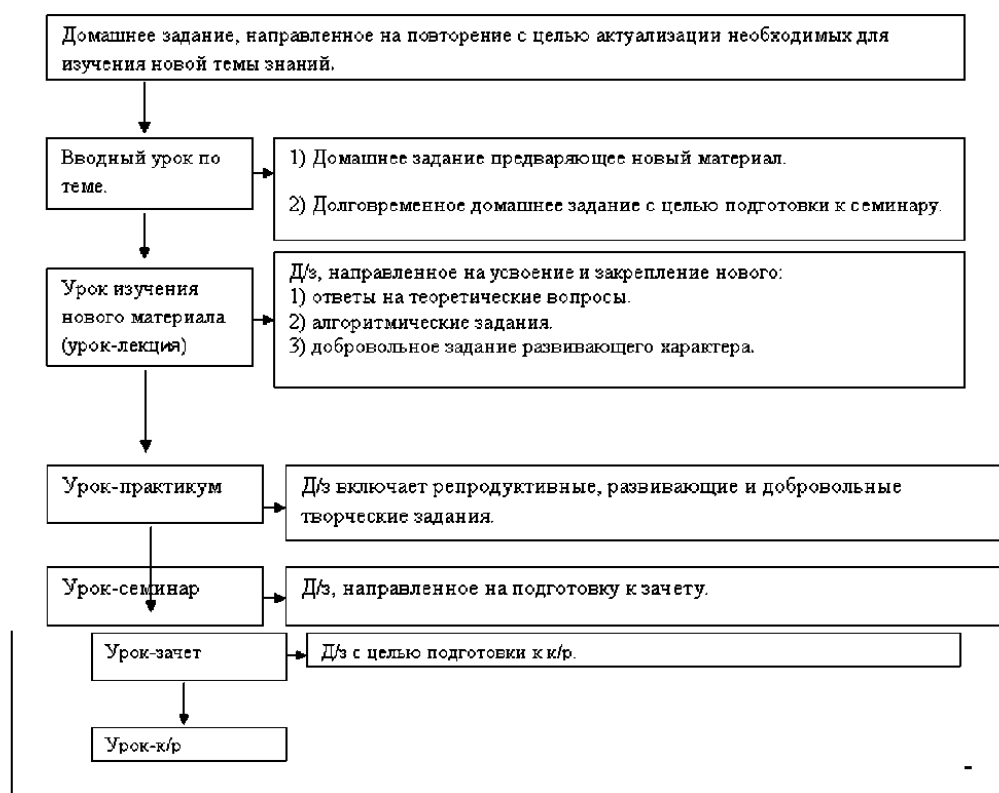 Домашнее задание, направленное на повторение с целью актуализации необходимых для
изучения новой темы знаний.
Вводный урок по
теме.
1) Домашнее задание предваряющее новый материал.
2) Долговременное домашнее задание с целью подготовки к семинару.
Урок изучения
нового материала
(урок-лекция)
Д/з, направленное на усвоение и закрепление нового:
1) ответы на теоретические вопросы.
2) алгоритмические задания.
3) добровольное задание развивающего характера.
Урок-практикум
Д/з включает репродуктивные, развивающие и добровольные
творческие задания.
Урок-семинар
Д/з, направленное на подготовку к зачету.
Урок-зачет
Д/з с целью подготовки к к/р.
Урок-к/р
-